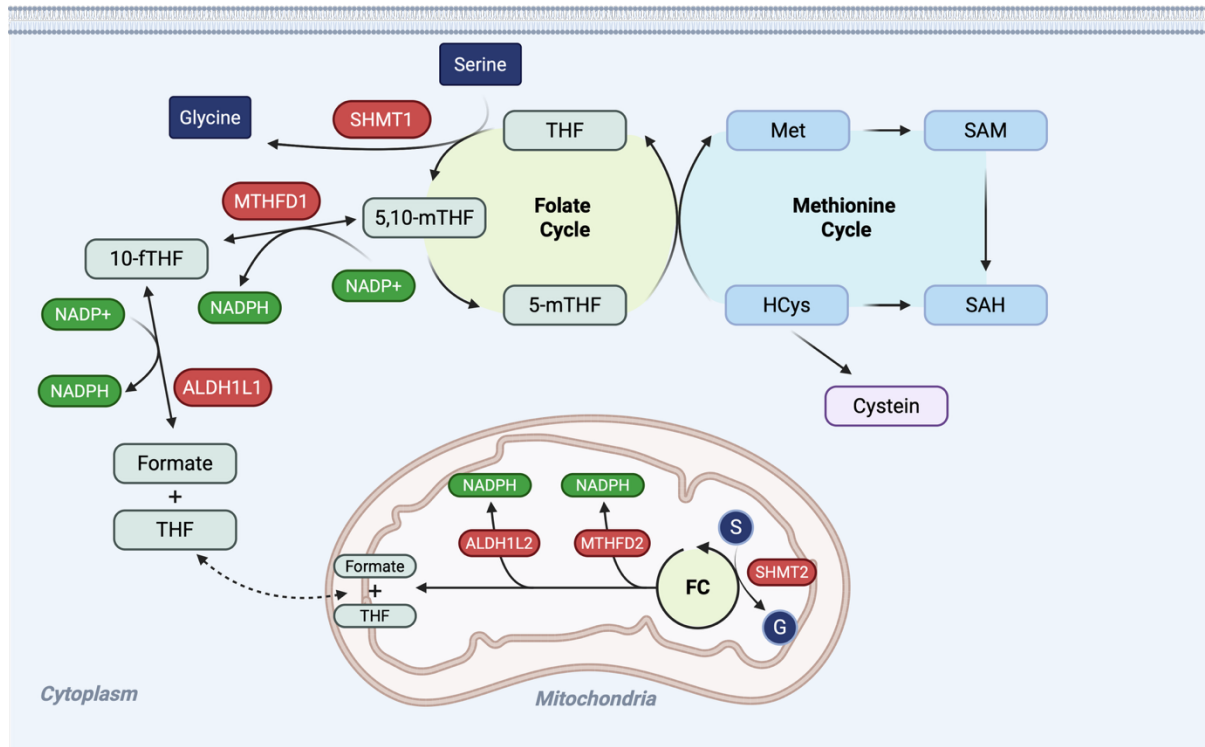 Serine
Glycine
SHMT1
THF
Met
SAM
MTHFD1
5,10-mTHF
Folate
Cycle
Methionine
Cycle
10-fTHF
NADP+
NADPH
NADP+
5-mTHF
HCys
SAH
NADPH
ALDH1L1
Cystein
Formate
+
THF
NADPH
NADPH
ALDH1L2
MTHFD2
S
SHMT2
FC
G
Formate
+
THF
Cytoplasm
Mitochondria